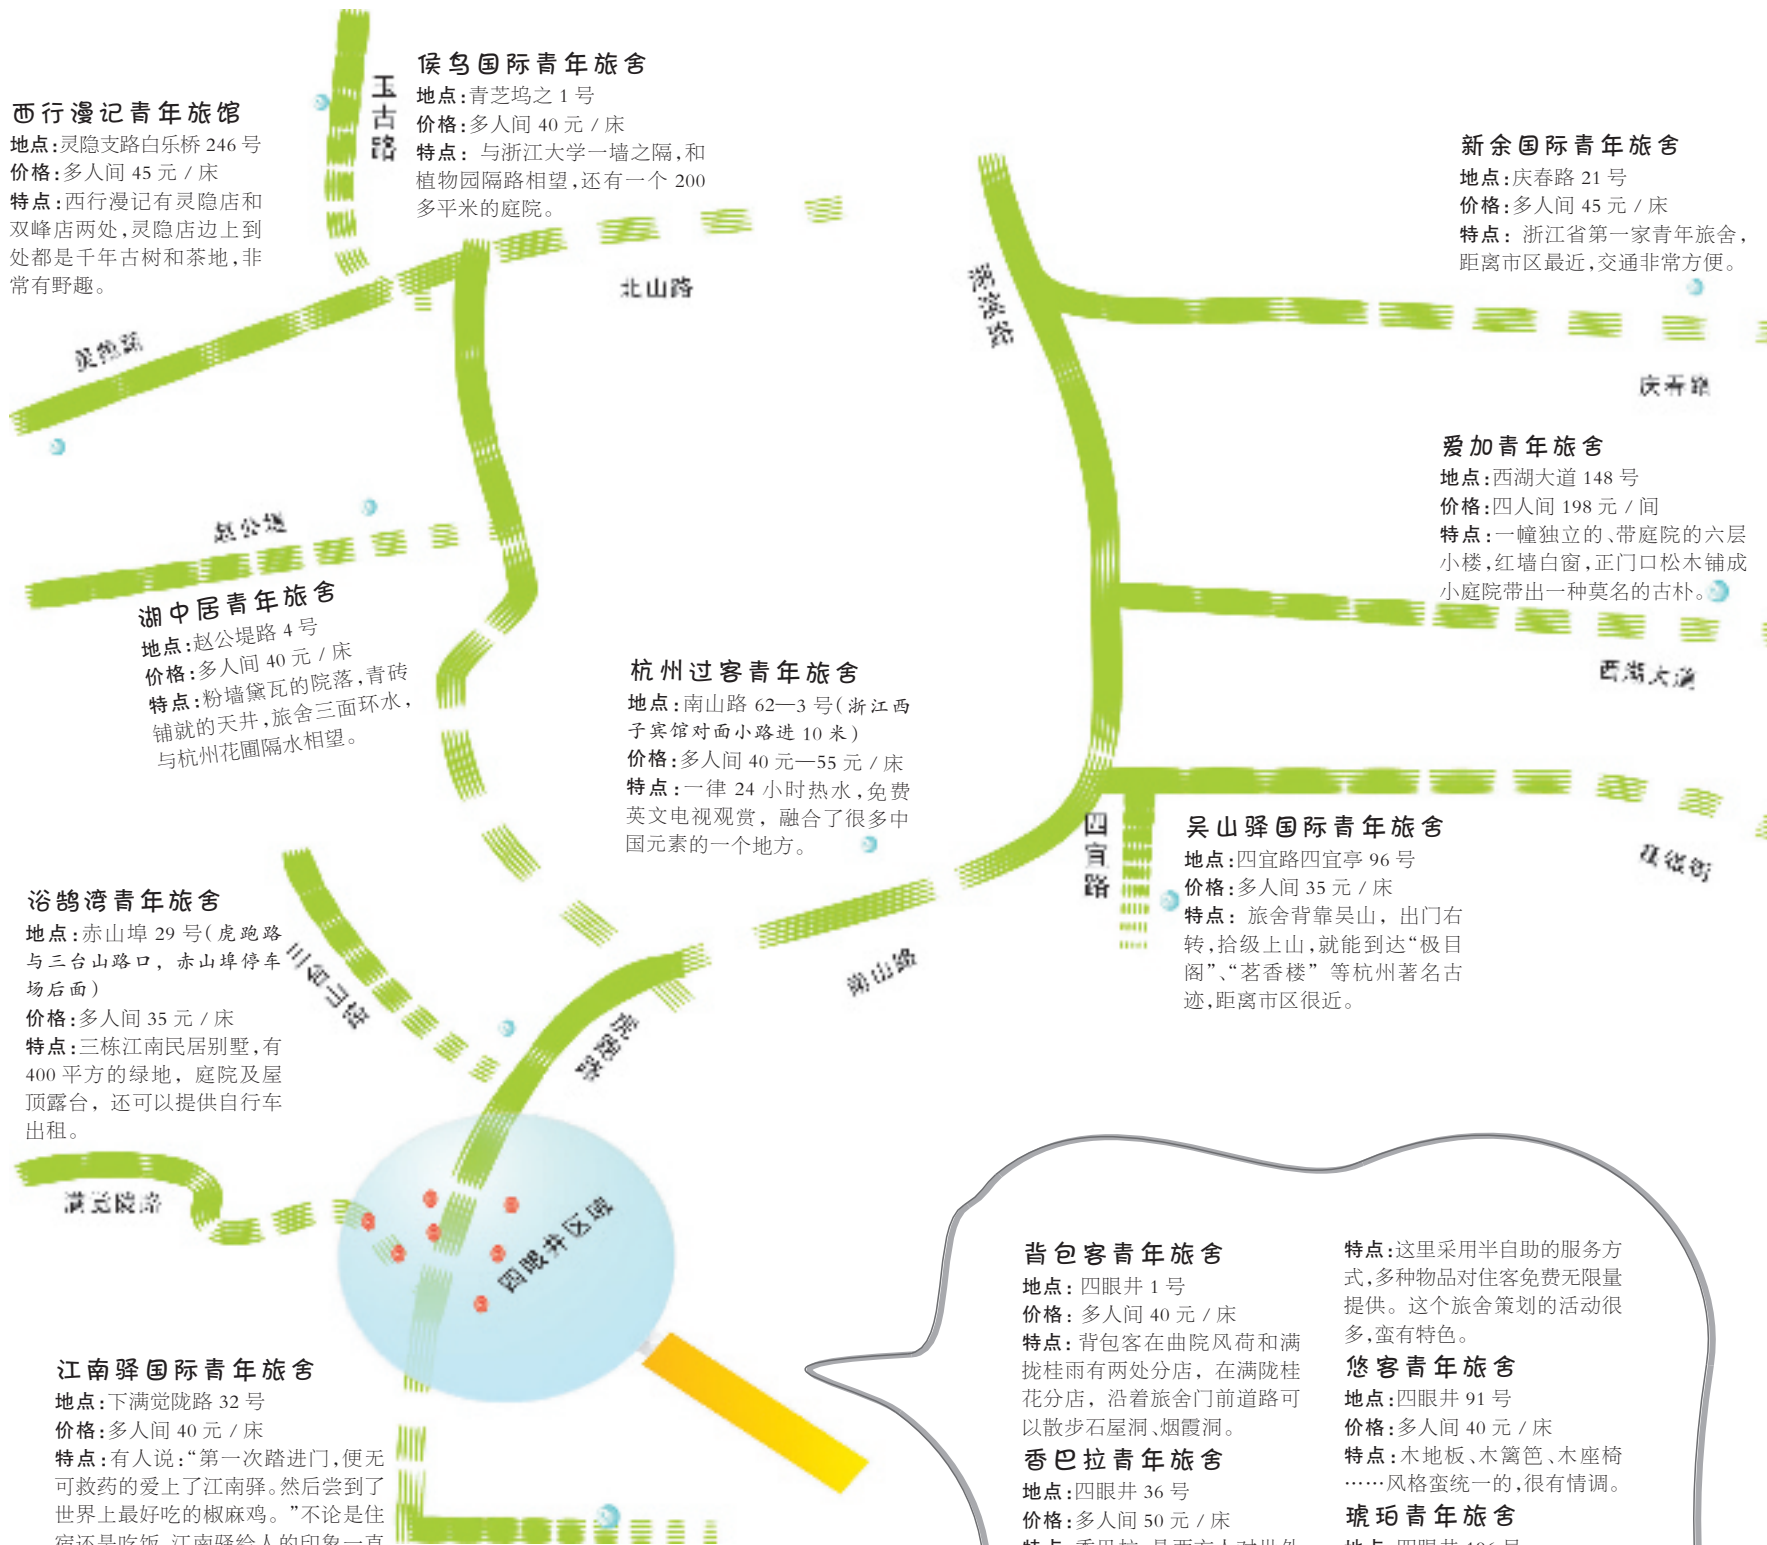 西行漫记青年旅馆
地点:灵隐支路白乐桥 246 号
价格:多人间 45 元 / 床
特点:西行漫记有灵隐店和
双峰店两处,灵隐店边上到
处都是千年古树和茶地,非
常有野趣。
玉古路
侯鸟国际青年旅舍
地点:青芝坞之 1 号
价格:多人间 40 元 / 床
特点: 与浙江大学一墙之隔,和
植物园隔路相望,还有一个 200
多平米的庭院。
北山路
灵隐路
新余国际青年旅舍
地点:庆春路 21 号
价格:多人间 45 元 / 床
特点: 浙江省第一家青年旅舍,
距离市区最近,交通非常方便。
庆春路
爱加青年旅舍
地点:西湖大道 148 号
价格:四人间 198 元 / 间
特点:一幢独立的、带庭院的六层
小楼,红墙白窗,正门口松木铺成
小庭院带出一种莫名的古朴。
西湖大道
赵公堤
湖中居青年旅舍
地点:赵公堤路 4 号
价格:多人间 40 元 / 床
特点:粉墙黛瓦的院落,青砖
铺就的天井,旅舍三面环水,
与杭州花圃隔水相望。
杭州过客青年旅舍
地点:南山路 62—3 号(浙江西
子宾馆对面小路进 10 米)
价格:多人间 40 元—55 元 / 床
特点:一律 24 小时热水,免费
英文电视观赏, 融合了很多中
国元素的一个地方。
南山路
四宜路
吴山驿国际青年旅舍
地点:四宜路四宜亭 96 号
价格:多人间 35 元 / 床
特点: 旅舍背靠吴山, 出门右
转,拾级上山,就能到达“极目
阁”、“茗香楼” 等杭州著名古
迹,距离市区很近。
浴鹄湾青年旅舍
地点:赤山埠 29 号(虎跑路
与三台山路口, 赤山埠停车
场后面)
价格:多人间 35 元 / 床
特点:三栋江南民居别墅,有
400 平方的绿地, 庭院及屋
顶露台, 还可以提供自行车
出租。
三台山路
虎跑路
满觉陇路
四眼井区域
江南驿国际青年旅舍
地点:下满觉陇路 32 号
价格:多人间 40 元 / 床
特点:有人说:“第一次踏进门,便无
可救药的爱上了江南驿。然后尝到了
世界上最好吃的椒麻鸡。”不论是住
宿还是吃饭,江南驿给人的印象一直
背包客青年旅舍
地点: 四眼井 1 号
价格: 多人间 40 元 / 床
特点: 背包客在曲院风荷和满
拢桂雨有两处分店, 在满陇桂
花分店, 沿着旅舍门前道路可
以散步石屋洞、烟霞洞。
香巴拉青年旅舍
地点:四眼井 36 号
价格:多人间 50 元 / 床
特点:香巴拉,是西方人对世外
特点:这里采用半自助的服务方
式,多种物品对住客免费无限量
提供。这个旅舍策划的活动很
多,蛮有特色。
悠客青年旅舍
地点:四眼井 91 号
价格:多人间 40 元 / 床
特点:木地板、木篱笆、木座椅
……风格蛮统一的,很有情调。
琥珀青年旅舍